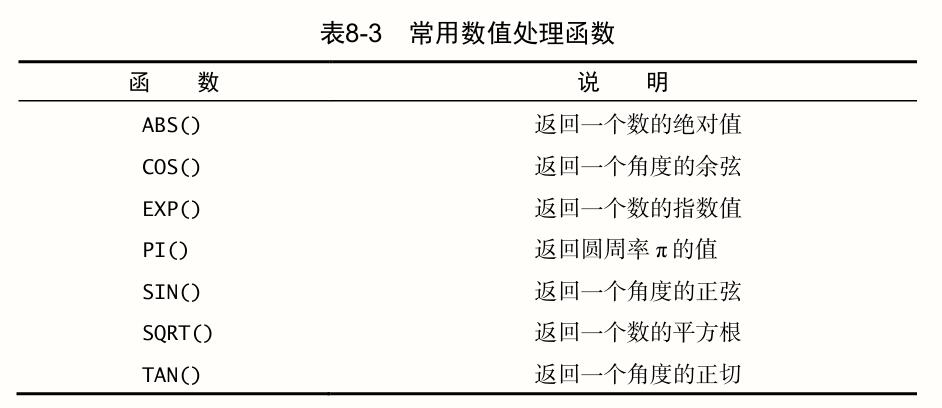 表8-3 常用数值处理函数
函 数 说 明
ABS() 返回一个数的绝对值
COS() 返回一个角度的余弦
EXP() 返回一个数的指数值
PI() 返回圆周率 π 的值
SIN() 返回一个角度的正弦
SQRT() 返回一个数的平方根
TAN() 返回一个角度的正切